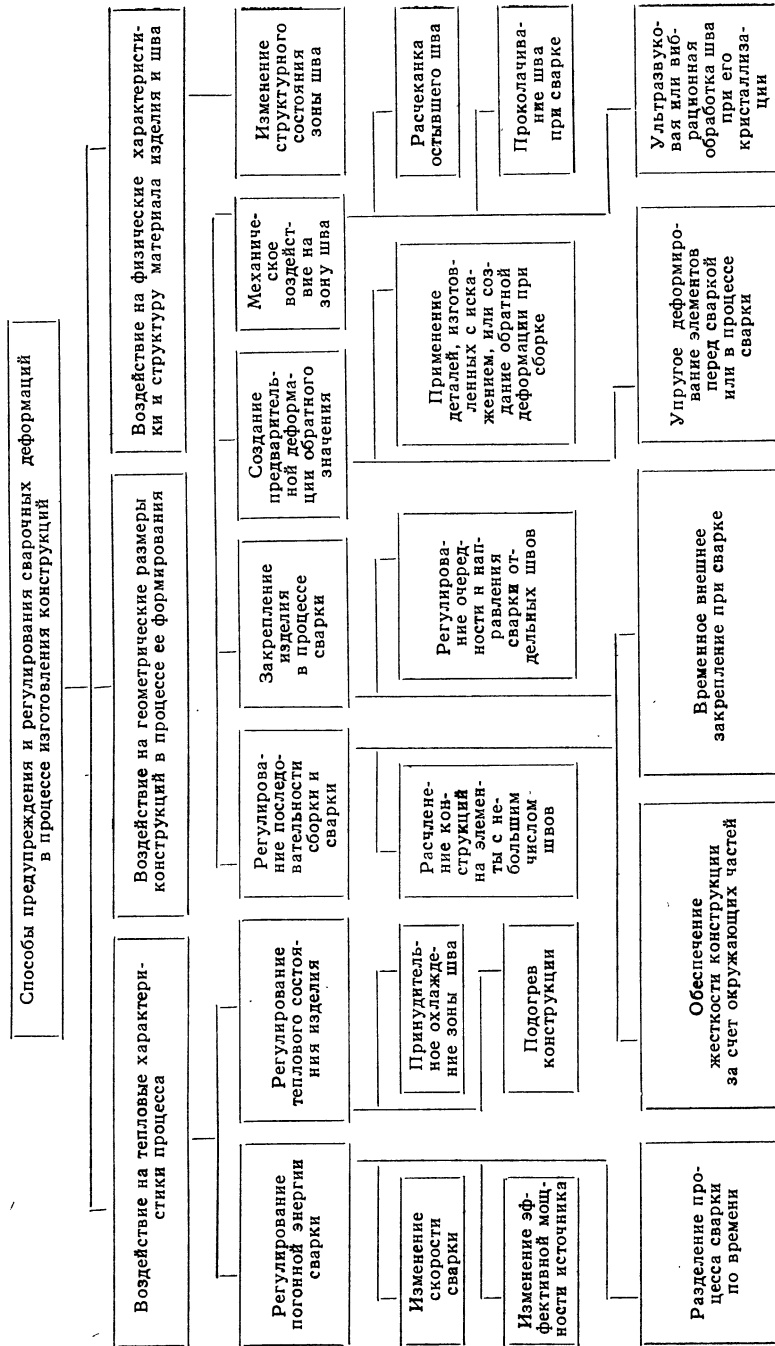 Способы предупреждения и регулирования сварочных деформаций
в процессе изготовления конструкций
Воздействие на тепловые характери-
стики процесса
Воздействие на геометрические размеры
конструкций в процессе ее формирования
Воздействие на физические характеристи-
ки и структуру материала изделия и шва
Регулирование
погонной энергии
сварки
Регулирование
теплового состоя-
ния изделия
Регулирова-
ние последо-
вательности
сборки и
сварки
Закрепление
изделия
в процессе
сварки
Создание
предваритель-
ной деформа-
ции обратного
значения
Механиче-
ское
воздейст-
вие на
зону шва
Изменение
структурного
состояния
зоны шва
Изменение
скорости
сварки
Принудитель-
ное охлажде-
ние зоны шва
Расчлене-
ние кон-
струкций
на элемен-
ты с не-
большим
числом
швов
Регулирова-
ние очеред-
ности н нап-
равления
сварки от-
дельных швов
Применение
деталей, изготов-
ленных с иска-
жением, или соз-
дание обратной
деформации при
сборке
Расчеканка
остывшего шва
Изменение эф-
фективной мощ-
ности источника
Подогрев
конструкции
Проколачива-
ние шва
при сварке
Разделение про-
цесса сварки
по времени
Обеспечение
жесткости конструкции
за счет окружающих частей
Временное внешнее
закрепление при сварке
Упругое деформиро-
вание элементов
перед сваркой
или в процессе
сварки
Ультразвуко-
вая или виб-
рационная
обработка шва
при его
кристаллиза-
ции